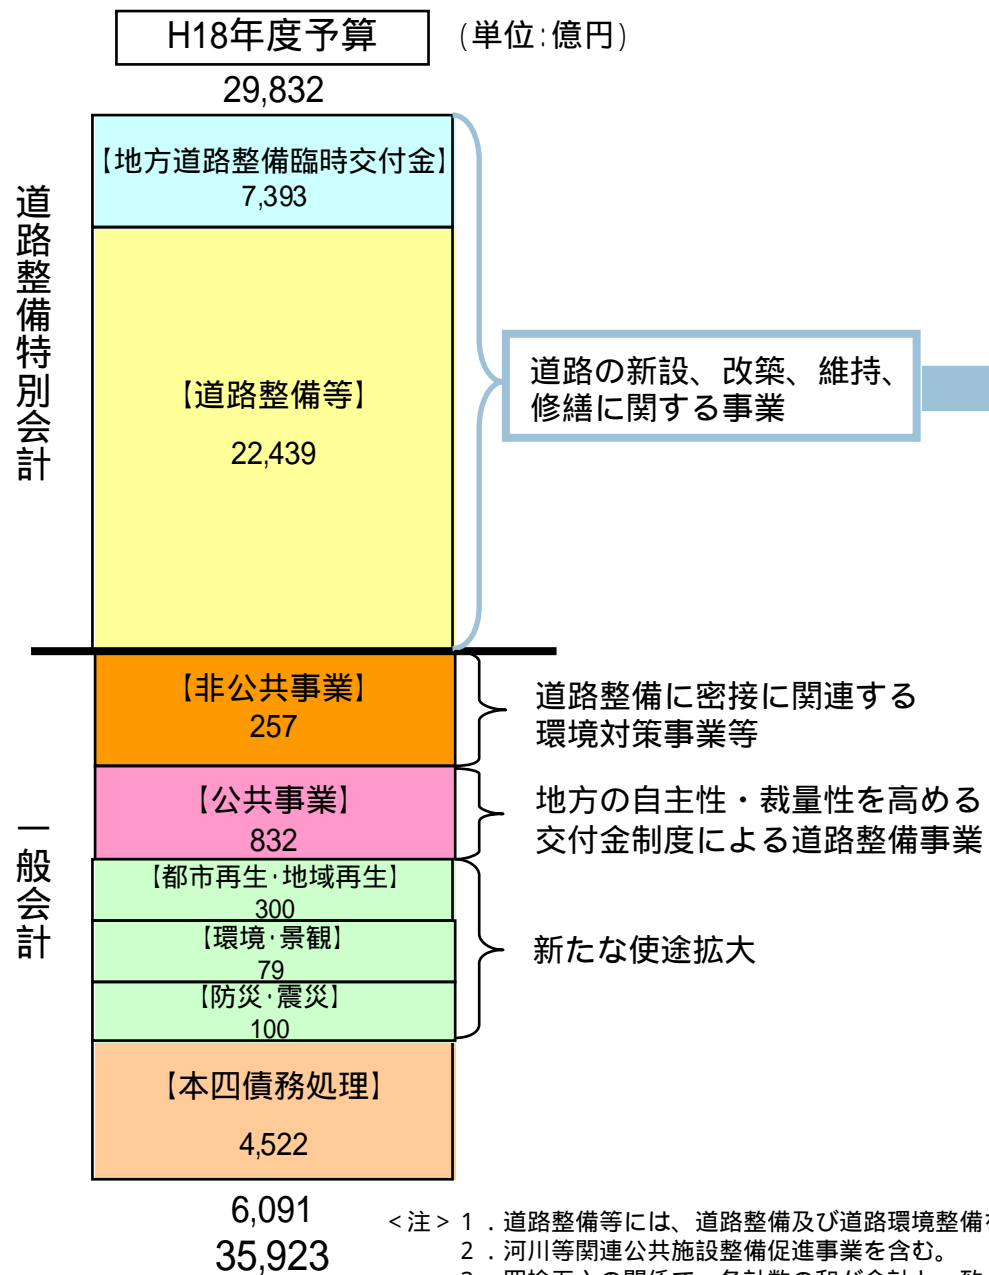 H18年度予算 (単位:億円)
29,832
道路整備特別会計
【地方道路整備臨時交付金】
7,393
【道路整備等】
22,439
道路の新設、改築、維持、
修繕に関する事業
一般会計
【非公共事業】
257
道路整備に密接に関連する
環境対策事業等
【公共事業】
832
地方の自主性・裁量性を高める
交付金制度による道路整備事業
【都市再生・地域再生】
300
【環境・景観】
79
【防災・震災】
100
新たな使途拡大
【本四債務処理】
4,522
6,091
35,923
<注> 1．道路整備等には、道路整備及び道路環境整備
2．河川等関連公共施設整備促進事業を含む。